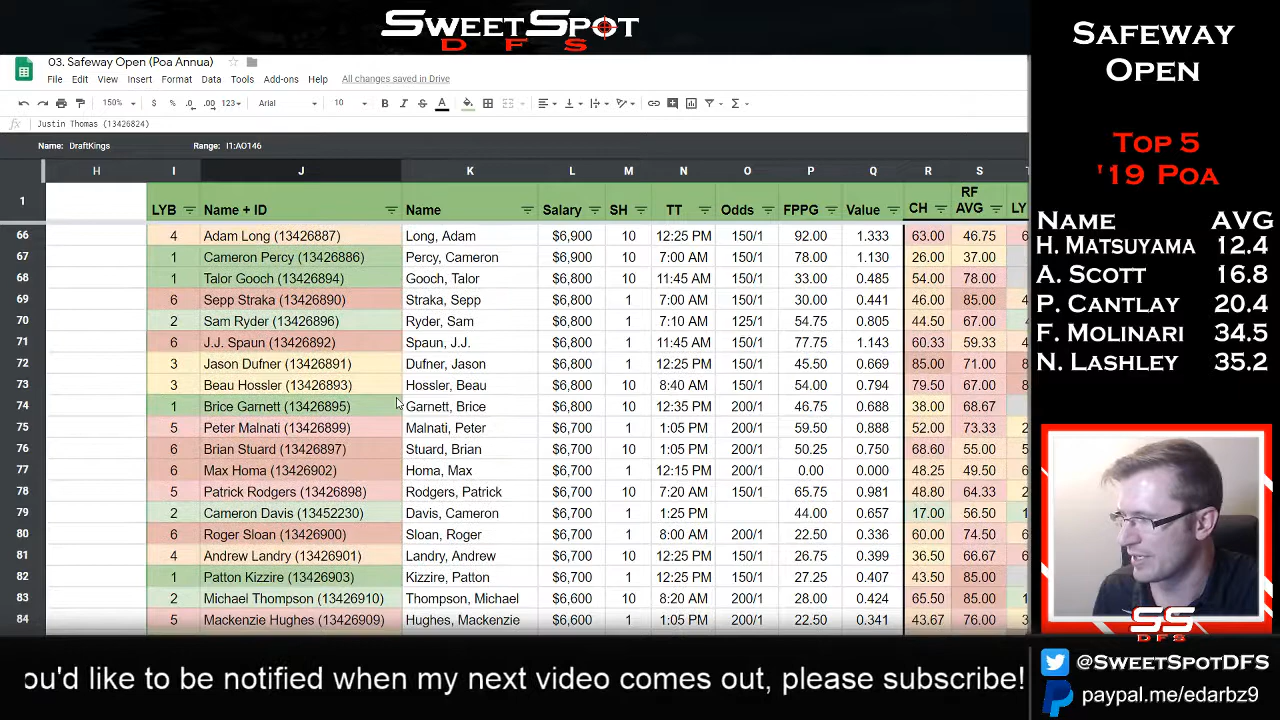 SWEETSPOT
DFS
03. Safeway Open (Poa Annua)
File Edit View Insert Format Data Tools Add-ons Help All changes saved in Drive
150% $ % .0 .00 123 Arial 10 B I S A
fx Justin Thomas (13426824)
Name: DraftKings Range: I1:AO146
H I J K L M N O P Q R S T
1 LYB Name + ID Name Salary SH TT Odds FPPG Value CH RF AVG LY
66 4 Adam Long (13426887) Long, Adam $6,900 10 12:25 PM 150/1 92.00 1.333 63.00 46.75 6
67 1 Cameron Percy (13426886) Percy, Cameron $6,900 10 7:00 AM 150/1 78.00 1.130 26.00 37.00
68 1 Talor Gooch (13426894) Gooch, Talor $6,800 10 11:45 AM 150/1 33.00 0.485 54.00 78.00
69 6 Sepp Straka (13426890) Straka, Sepp $6,800 1 7:00 AM 150/1 30.00 0.441 46.00 85.00 4
70 2 Sam Ryder (13426896) Ryder, Sam $6,800 1 7:10 AM 125/1 54.75 0.805 44.50 67.00
71 6 J.J. Spaun (13426892) Spaun, J.J. $6,800 1 11:45 AM 150/1 77.75 1.143 60.33 59.33 4
72 3 Jason Dufner (13426891) Dufner, Jason $6,800 1 12:25 PM 150/1 45.50 0.669 85.00 71.00 8
73 3 Beau Hossler (13426893) Hossler, Beau $6,800 10 8:40 AM 150/1 54.00 0.794 79.50 67.00 8
74 1 Brice Garnett (13426895) Garnett, Brice $6,800 10 12:35 PM 200/1 46.75 0.688 38.00 68.67
75 5 Peter Malnati (13426899) Malnati, Peter $6,700 10 1:05 PM 200/1 59.50 0.888 52.00 73.33 2
76 6 Brian Stuard (13426897) Stuard, Brian $6,700 10 1:05 PM 200/1 50.25 0.750 68.60 55.00
77 6 Max Homa (13426902) Homa, Max $6,700 1 12:15 PM 150/1 0.00 0.000 48.25 49.50
78 5 Patrick Rodgers (13426898) Rodgers, Patrick $6,700 10 7:20 AM 150/1 65.75 0.981 48.80 64.33 2
79 2 Cameron Davis (13452230) Davis, Cameron $6,700 1 1:25 PM 44.00 0.657 17.00 56.50 1
80 6 Roger Sloan (13426900) Sloan, Roger $6,700 1 8:00 AM 200/1 22.50 0.336 60.00 74.50
81 4 Andrew Landry (13426901) Landry, Andrew $6,700 10 12:25 PM 150/1 26.75 0.399 36.50 66.67
82 1 Patton Kizzire (13426903) Kizzire, Patton $6,700 1 12:25 PM 150/1 27.25 0.407 43.50 85.00
83 2 Michael Thompson (13426910) Thompson, Michael $6,600 10 8:20 AM 150/1 28.00 0.424 65.50 85.00 1
84 5 Mackenzie Hughes (13426909) Hughes, Mackenzie $6,600 1 1:05 PM 200/1 22.50 0.341 43.67 76.00 3
SAFEWAY
OPEN
TOP 5
'19 POA
NAME AVG
H. MATSUYAMA 12.4
A. SCOTT 16.8
P. CANTLAY 20.4
F. MOLINARI 34.5
N. LASHLEY 35.2
SS
DFS
ou'd like to be notified when my next video comes out, please subscribe!
@SWEETSPOTDFS
paypal.me/edarbz9